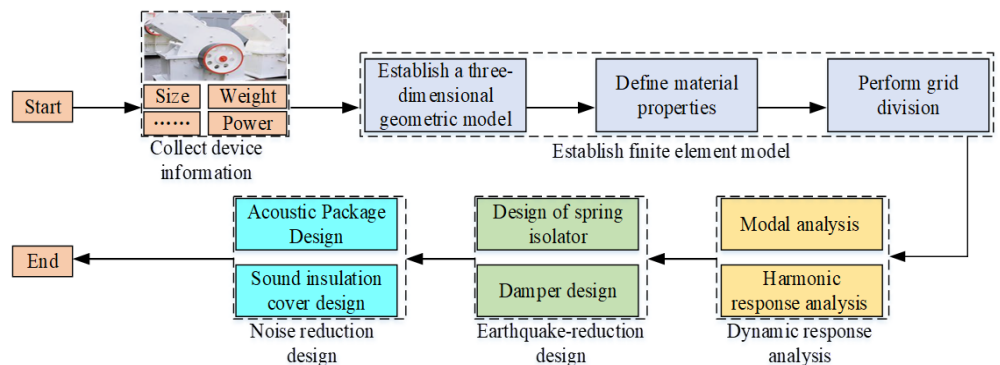 Start
Size
Weight
......
Power
Collect device
information
Establish a three-
dimensional
geometric model
Define material
properties
Perform grid
division
Establish finite element model
Modal analysis
Harmonic
response analysis
Dynamic response
analysis
Design of spring
isolator
Damper design
Earthquake-reduction
design
Acoustic Package
Design
Sound insulation
cover design
Noise reduction
design
End